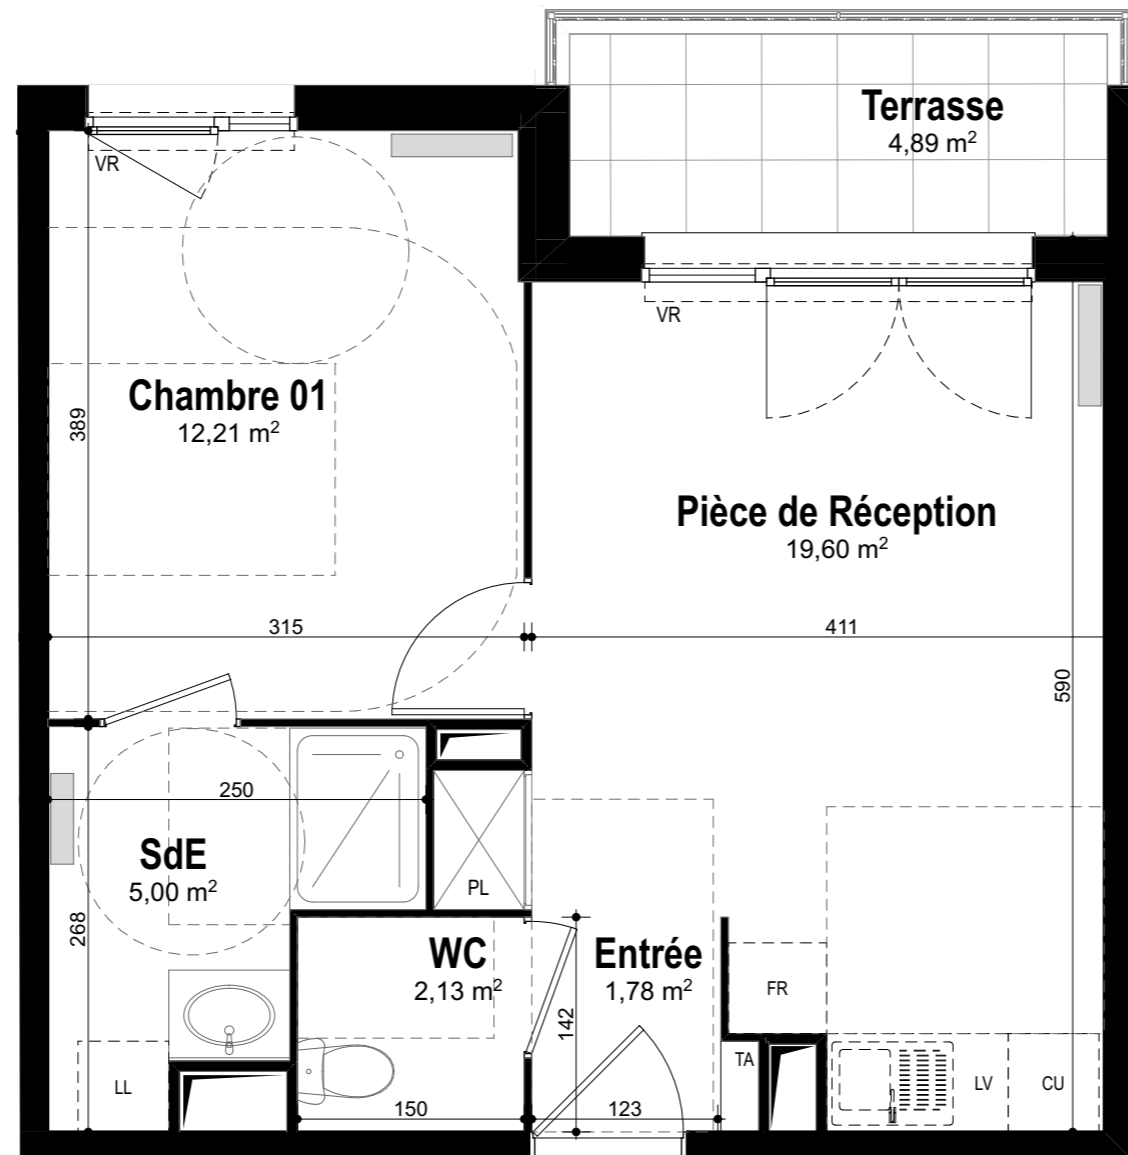 Terrasse
4,89 m²
VR
VR
Chambre 01
12,21 m²
389
Pièce de Réception
19,60 m²
315
411
590
250
SdE
5,00 m²
PL
268
WC
2,13 m²
Entrée
1,78 m²
FR
142
TA
LL
LV
CU
150
123